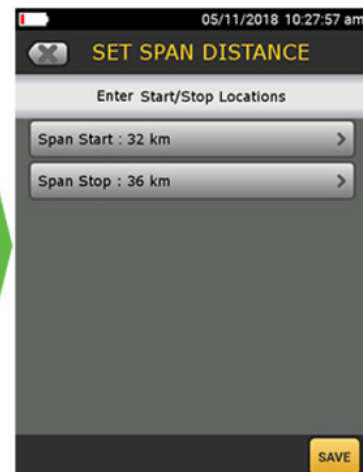 05/11/2018 10:27:57 am
SET SPAN DISTANCE
Enter Start/Stop Locations
Span Start : 32 km
Span Stop : 36 km
SAVE